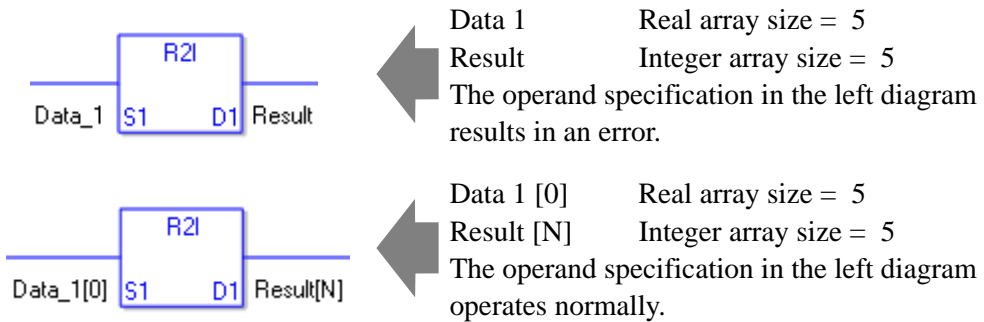 R2I
Data_1 S1 D1 Result
Data 1 Real array size = 5
Result Integer array size = 5
The operand specification in the left diagram
results in an error.
R2I
Data_1[0] S1 D1 Result[N]
Data 1 [0] Real array size = 5
Result [N] Integer array size = 5
The operand specification in the left diagram
operates normally.